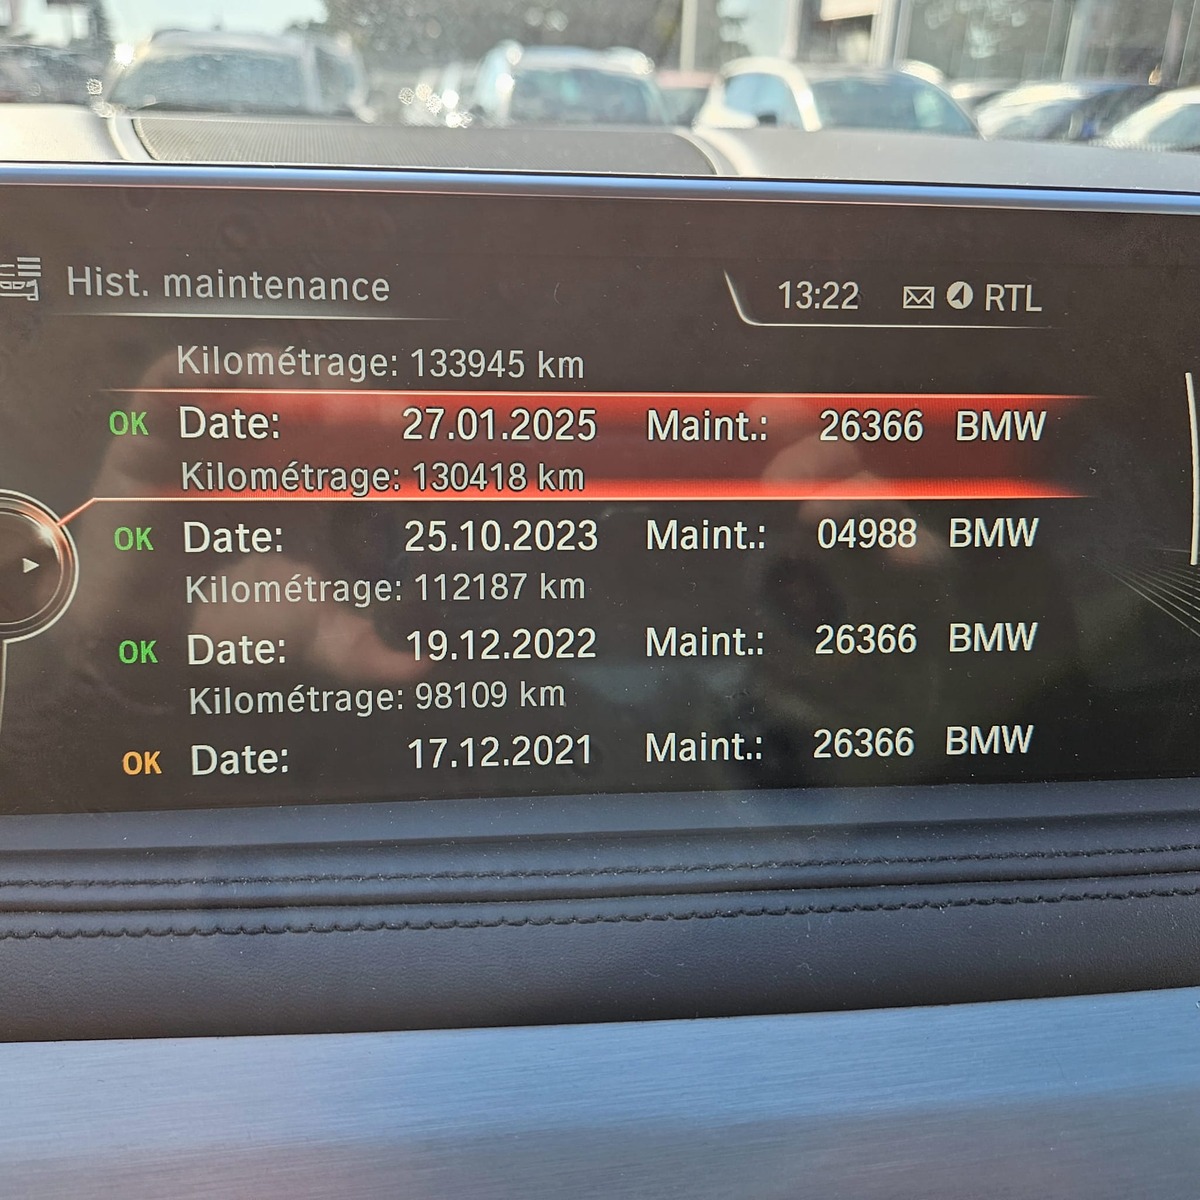 Hist. maintenance 13:22 RTL
Kilométrage: 133945 km
OK Date: 27.01.2025 Maint.: 26366 BMW
Kilométrage: 130418 km
OK Date: 25.10.2023 Maint.: 04988 BMW
Kilométrage: 112187 km
OK Date: 19.12.2022 Maint.: 26366 BMW
Kilométrage: 98109 km
OK Date: 17.12.2021 Maint.: 26366 BMW